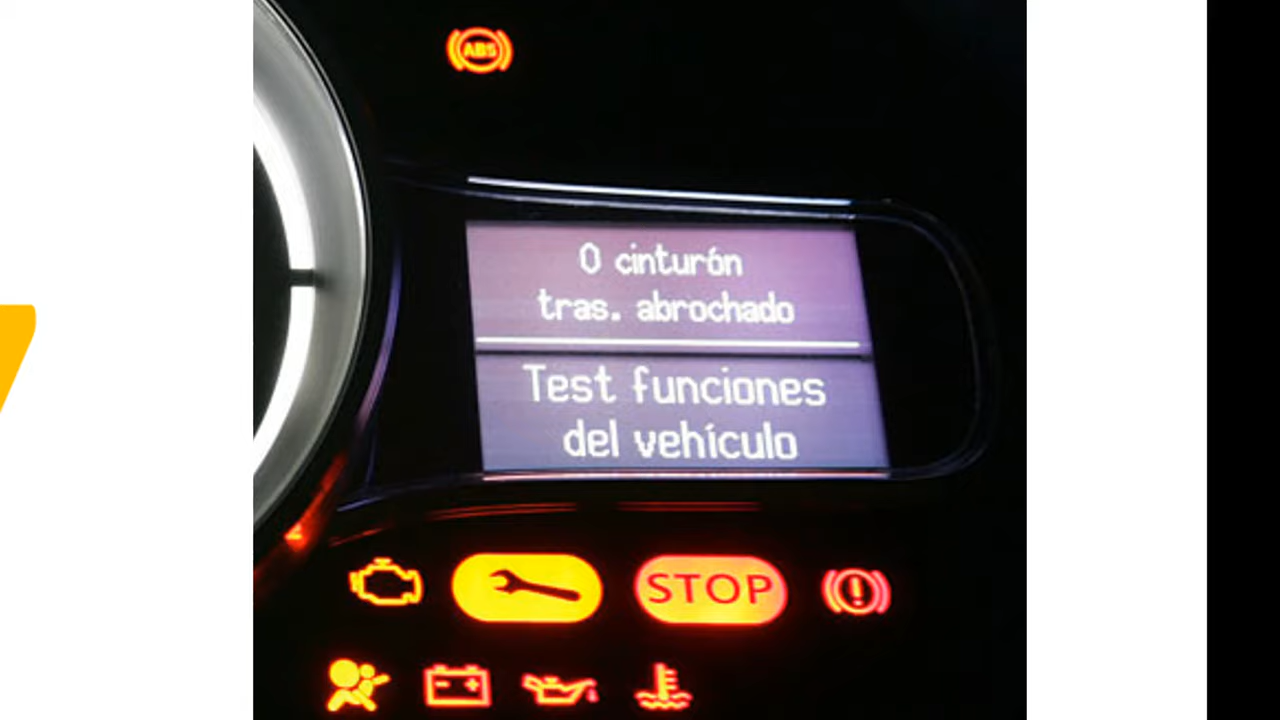 ABS
0 cinturón
tras. abrochado
Test funciones
del vehículo
STOP